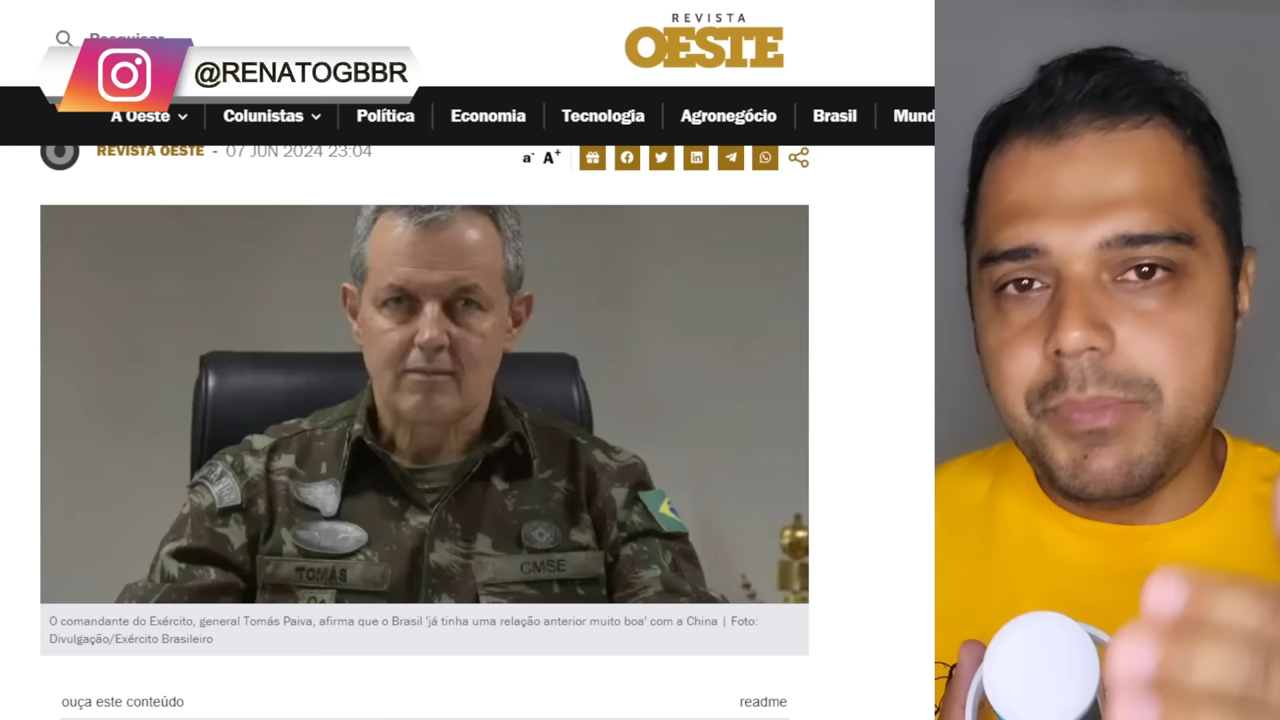 Pesquisar
REVISTA
OESTE
@RENATOGBBR
A Oeste
Colunistas
Política
Economia
Tecnologia
Agronegócio
Brasil
Mund
REVISTA OESTE - 07 JUN 2024 23:04
a- A+
TOMÁS
CMSE
O comandante do Exército, general Tomás Paiva, afirma que o Brasil 'já tinha uma relação anterior muito boa' com a China | Foto:
Divulgação/Exército Brasileiro
ouça este conteúdo
readme